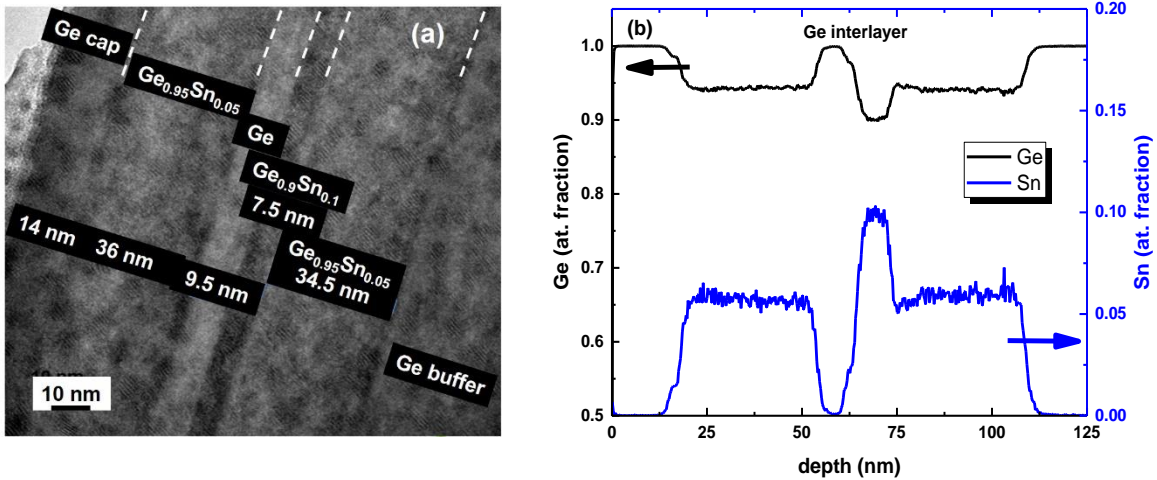 (a)
Ge cap
Ge0.95Sn0.05
Ge
Ge0.9Sn0.1
7.5 nm
Ge0.95Sn0.05
34.5 nm
14 nm
36 nm
9.5 nm
Ge buffer
10 nm
10 nm
(b)
Ge interlayer
Ge
Sn
1.0
0.9
0.8
0.7
0.6
0.5
Ge (at. fraction)
0.20
0.15
0.10
0.05
0.00
Sn (at. fraction)
0
25
50
75
100
125
depth (nm)